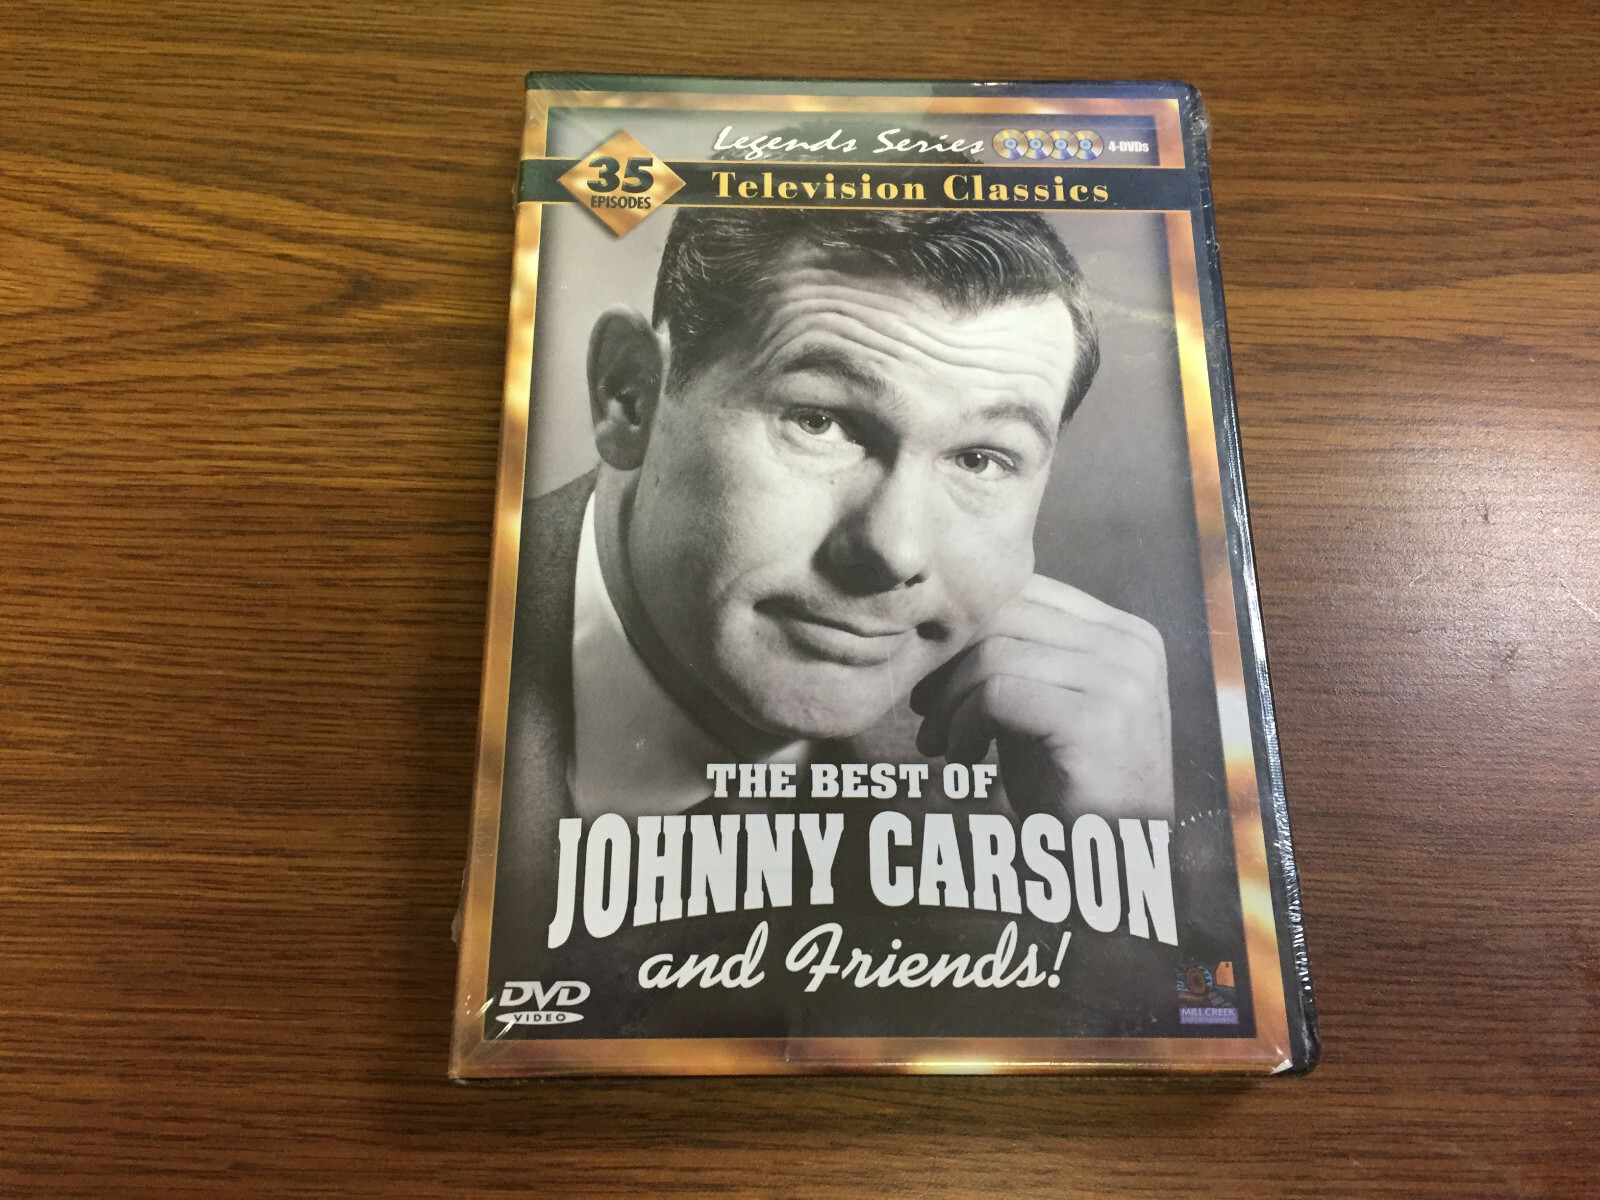 Legends Series 4-DVDs
35
EPISODES
Television Classics
THE BEST OF
JOHNNY CARSON
and Friends!
DVD
VIDEO
MILL CREEK
ENTERTAINMENT